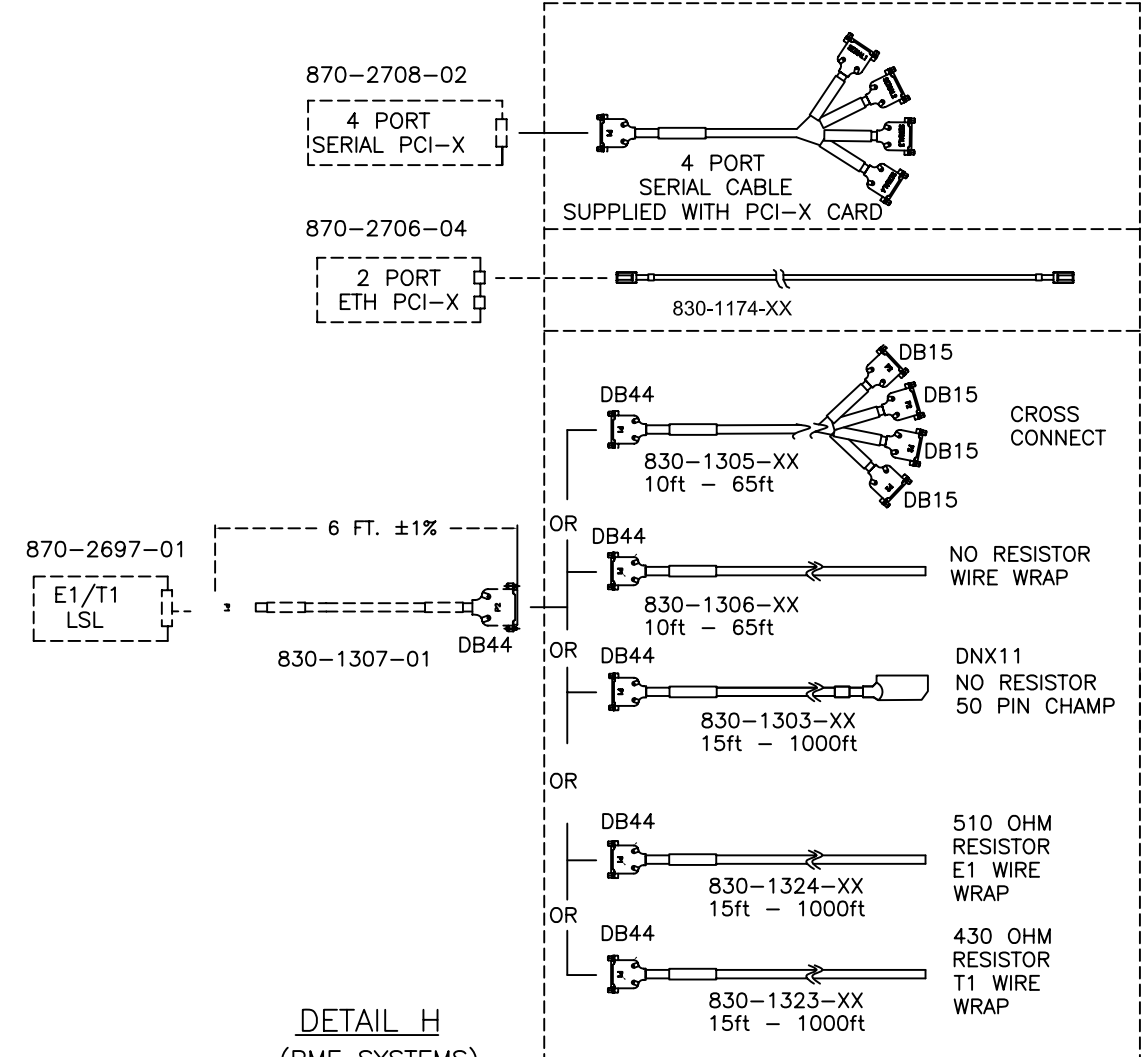 870-2708-02
4 PORT
SERIAL PCI-X
4 PORT
SERIAL CABLE
SUPPLIED WITH PCI-X CARD
870-2706-04
2 PORT
ETH PCI-X
830-1174-XX
DB15
DB15
DB15
DB15
DB44
830-1305-XX
10ft - 65ft
CROSS
CONNECT
870-2697-01
E1/T1
LSL
6 FT. ±1%
P2
DB44
830-1307-01
OR
DB44
830-1306-XX
10ft - 65ft
NO RESISTOR
WIRE WRAP
OR
DB44
830-1303-XX
15ft - 1000ft
DNX11
NO RESISTOR
50 PIN CHAMP
OR
DB44
830-1324-XX
15ft - 1000ft
510 OHM
RESISTOR
E1 WIRE
WRAP
OR
DB44
830-1323-XX
15ft - 1000ft
430 OHM
RESISTOR
T1 WIRE
WRAP
DETAIL H